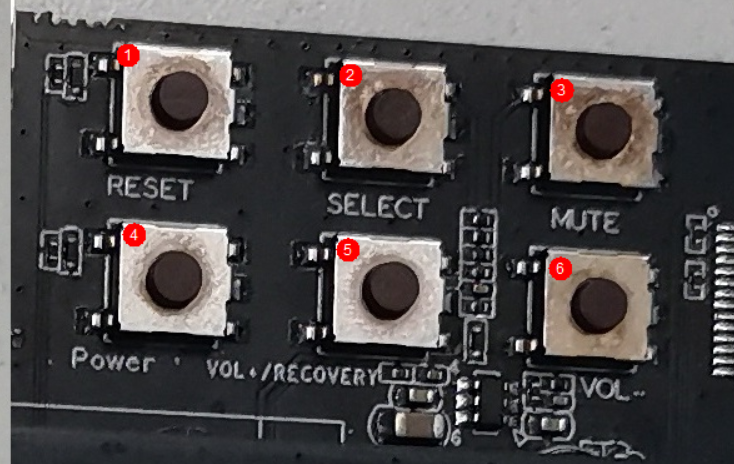 1
2
3
RESET
SELECT
MUTE
4
5
6
Power
VOL+/RECOVERY
VOL-